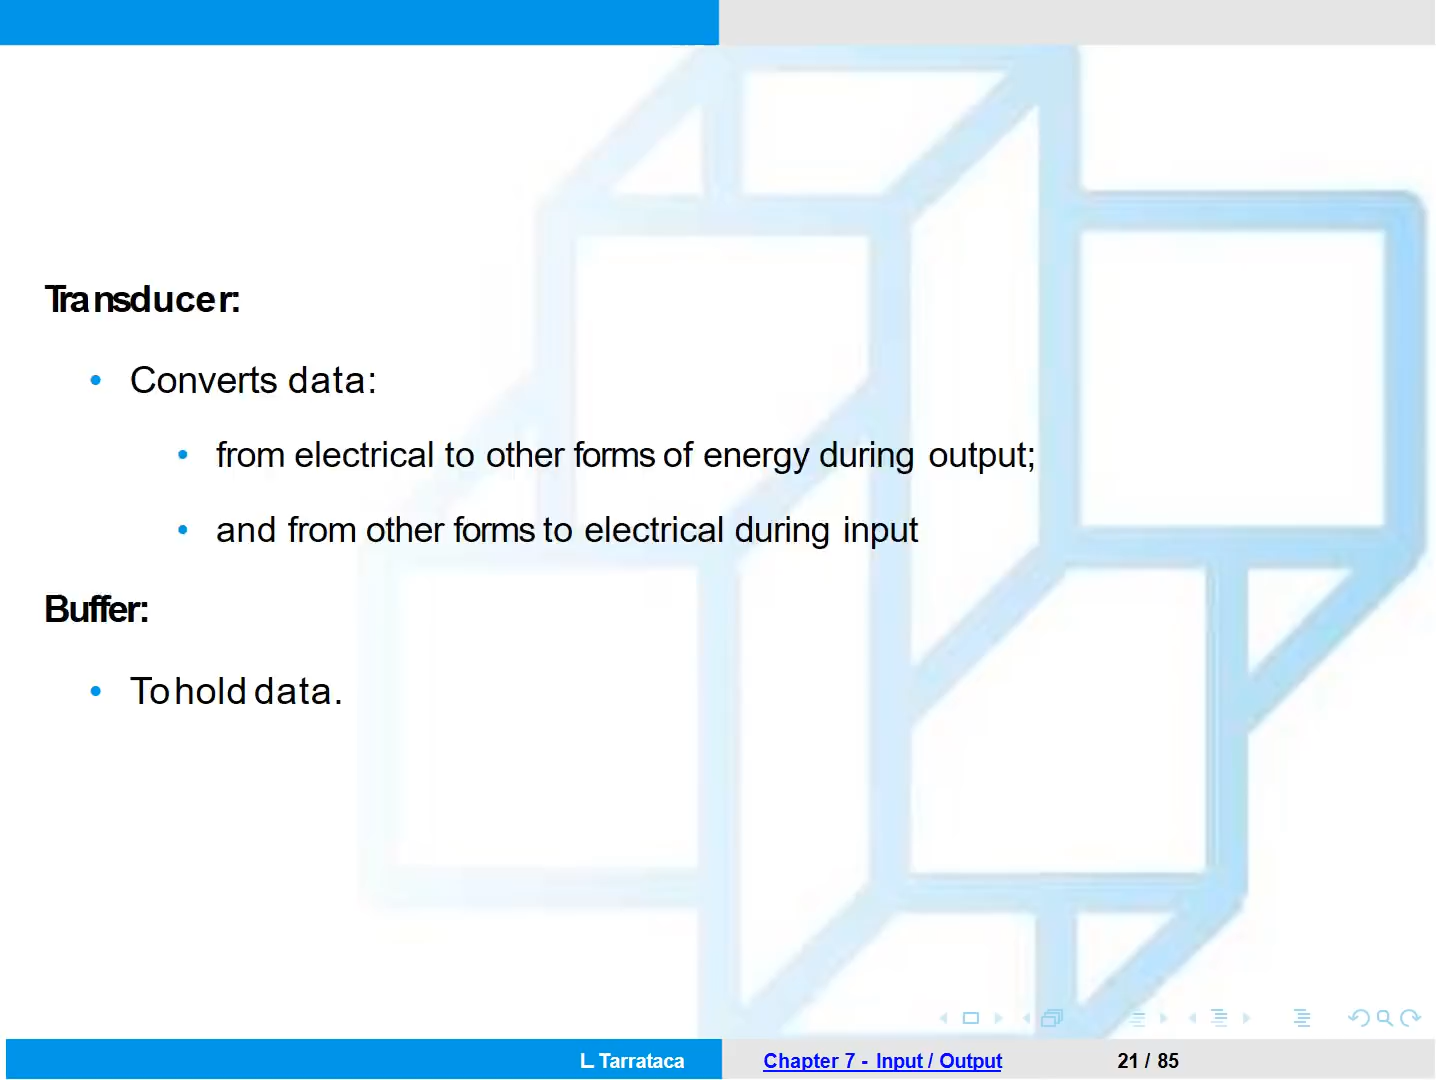 Transducer:
• Converts data:
• from electrical to other forms of energy during output;
• and from other forms to electrical during input
Buffer:
• To hold data.
L Tarrataca Chapter 7 - Input / Output 21 / 85